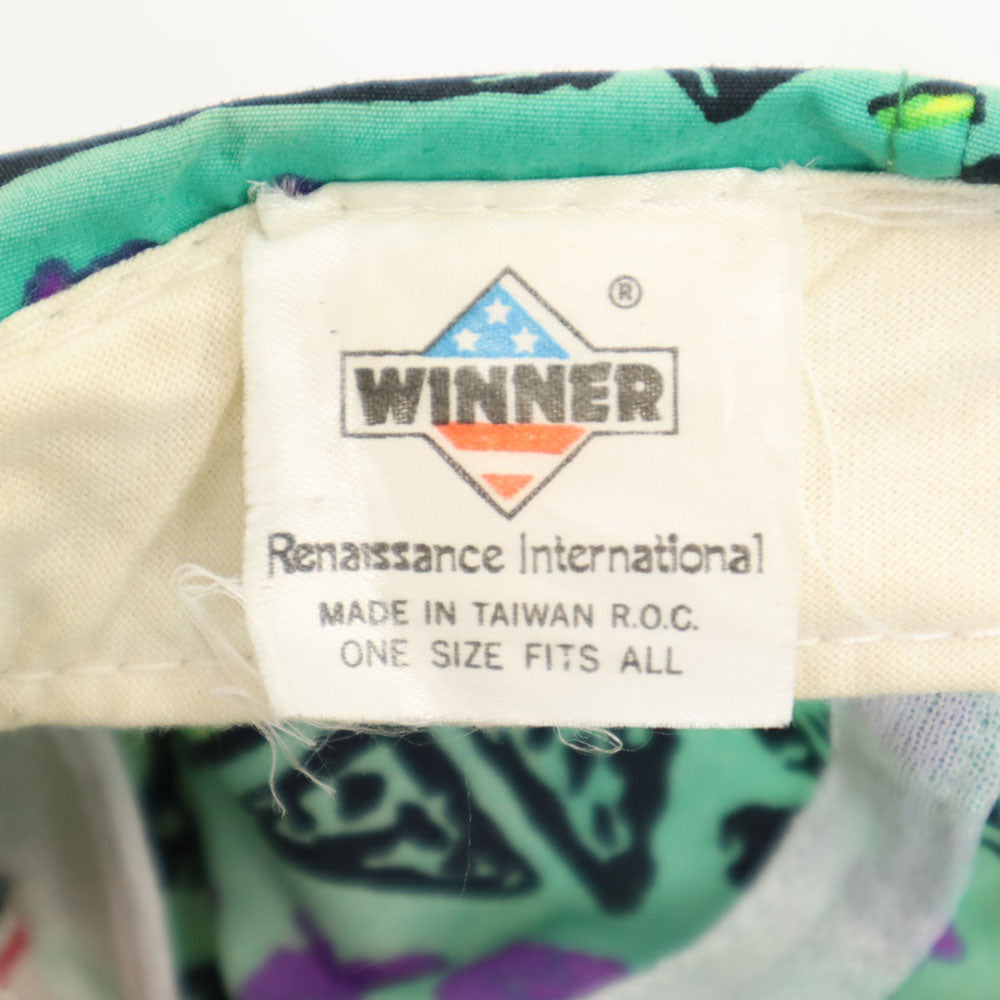 ®
WINNER
Renaissance International
MADE IN TAIWAN R.O.C.
ONE SIZE FITS ALL